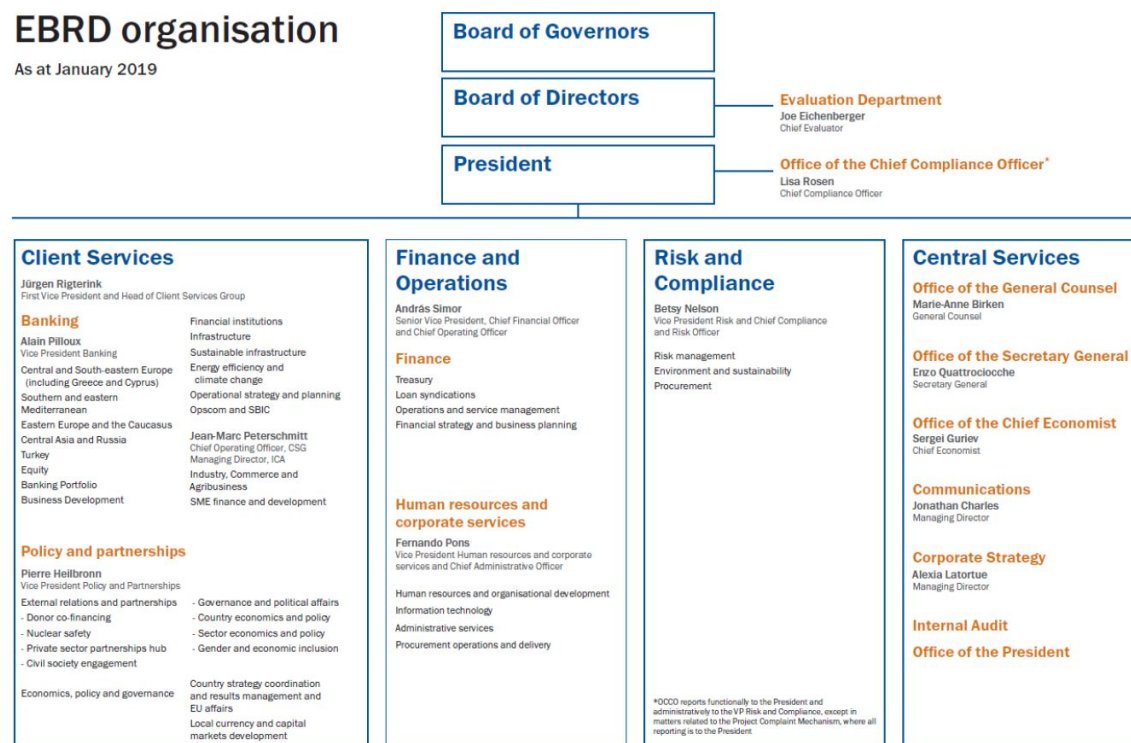 EBRD organisation
As at January 2019
Board of Governors
Board of Directors
Evaluation Department
Joe Eichenberger
Chief Evaluator
President
Office of the Chief Compliance Officer*
Lisa Rosen
Chief Compliance Officer
Client Services
Jürgen Rigterink
First Vice President and Head of Client Services Group
Banking
Alain Pilloux
Vice President Banking
Central and South-eastern Europe
(including Greece and Cyprus)
Southern and eastern
Mediterranean
Eastern Europe and the Caucasus
Central Asia and Russia
Turkey
Equity
Banking Portfolio
Business Development
Financial institutions
Infrastructure
Sustainable infrastructure
Energy efficiency and
climate change
Operational strategy and planning
Opscom and SBIC
Jean-Marc Peterschmitt
Chief Operating Officer, CSG
Managing Director, ICA
Industry, Commerce and
Agribusiness
SME finance and development
Policy and partnerships
Pierre Heilbronn
Vice President Policy and Partnerships
External relations and partnerships
- Donor co-financing
- Nuclear safety
- Private sector partnerships hub
- Civil society engagement
Economics, policy and governance
- Governance and political affairs
- Country economics and policy
- Sector economics and policy
- Gender and economic inclusion
Country strategy coordination
and results management and
EU affairs
Local currency and capital
markets development
Finance and
Operations
András Simor
Senior Vice President, Chief Financial Officer
and Chief Operating Officer
Finance
Treasury
Loan syndications
Operations and service management
Financial strategy and business planning
Human resources and
corporate services
Fernando Pons
Vice President Human resources and corporate
services and Chief Administrative Officer
Human resources and organisational development
Information technology
Administrative services
Procurement operations and delivery
Risk and
Compliance
Betsy Nelson
Vice President Risk and Chief Compliance
and Risk Officer
Risk management
Environment and sustainability
Procurement
*OCCO reports functionally to the President and
administratively to the VP Risk and Compliance, except in
matters related to the Project Complaint Mechanism, where all
reporting is to the President
Central Services
Office of the General Counsel
Marie-Anne Birken
General Counsel
Office of the Secretary General
Enzo Quattrociocche
Secretary General
Office of the Chief Economist
Sergei Guriev
Chief Economist
Communications
Jonathan Charles
Managing Director
Corporate Strategy
Alexia Latortue
Managing Director
Internal Audit
Office of the President